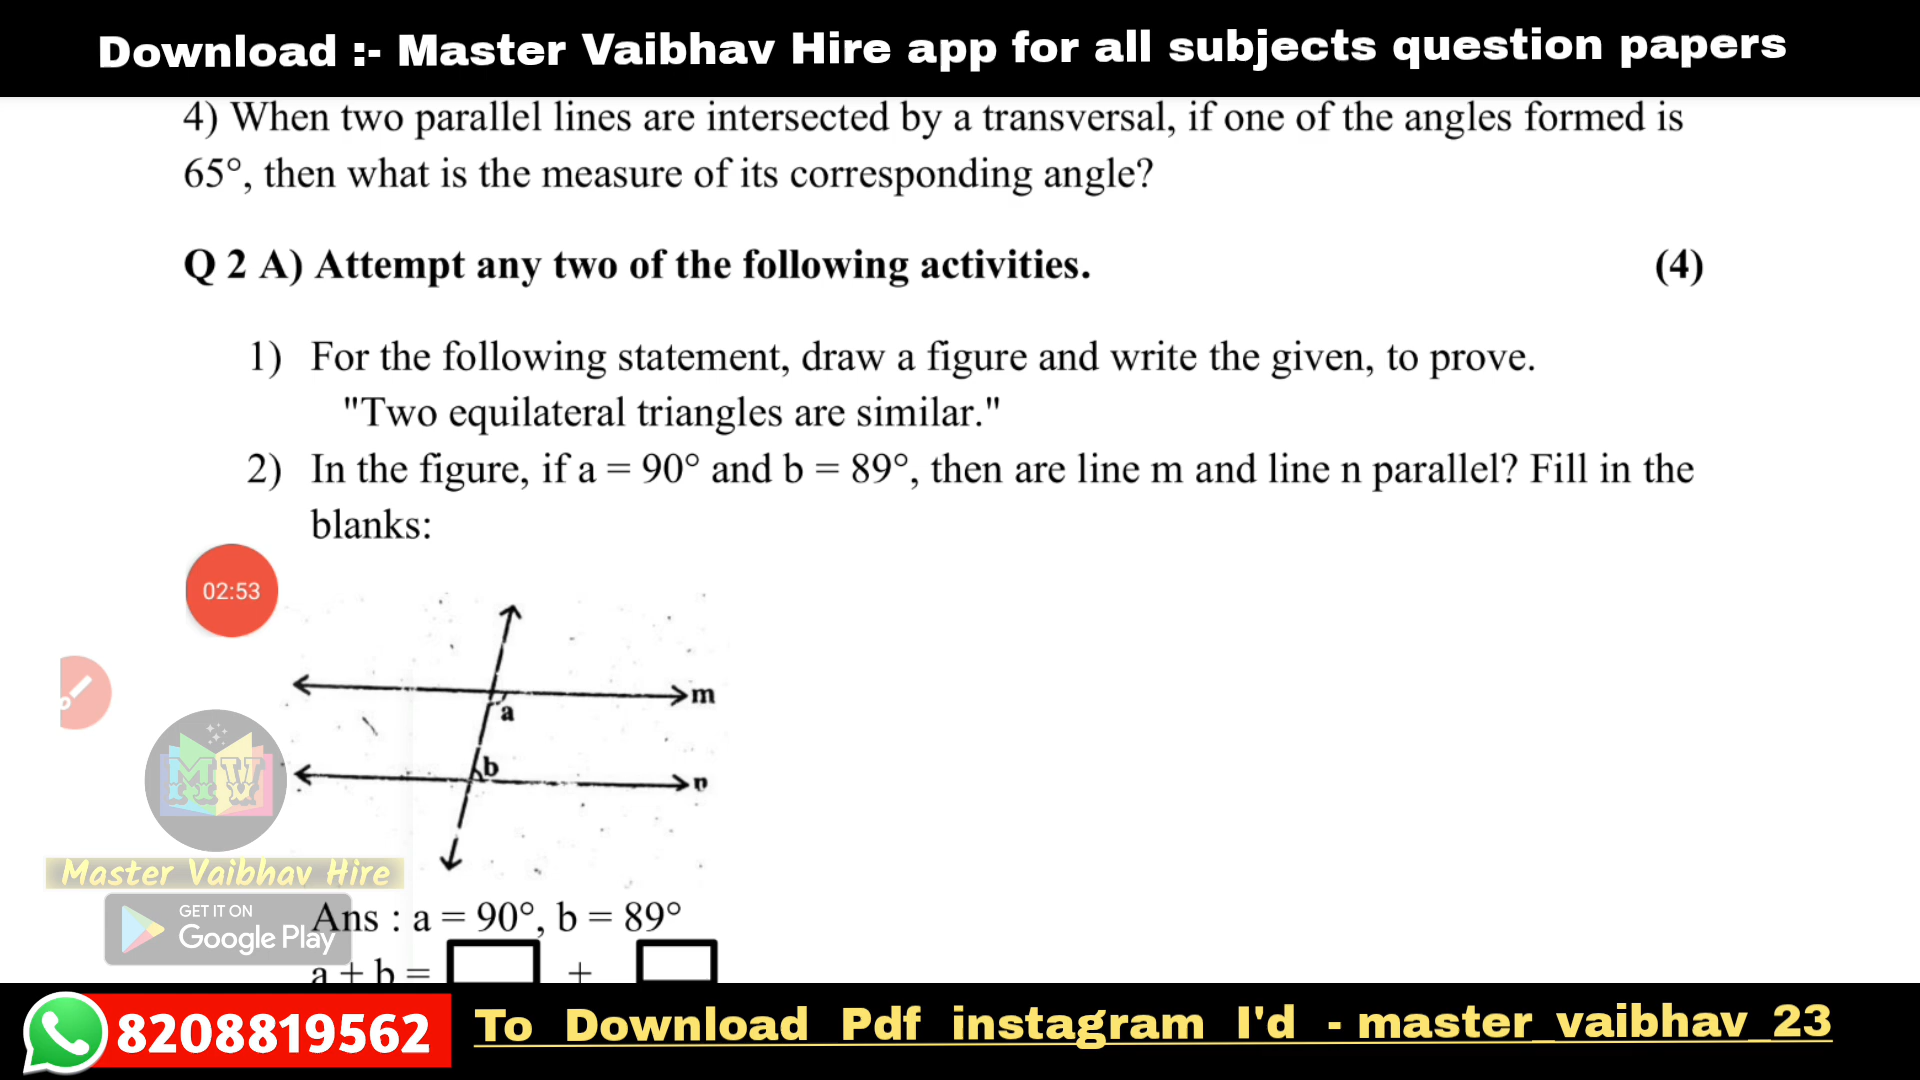 Download :- Master Vaibhav Hire app for all subjects question papers
4) When two parallel lines are intersected by a transversal, if one of the angles formed is
65°, then what is the measure of its corresponding angle?
Q 2 A) Attempt any two of the following activities. (4)
1) For the following statement, draw a figure and write the given, to prove.
"Two equilateral triangles are similar."
2) In the figure, if a = 90° and b = 89°, then are line m and line n parallel? Fill in the
blanks:
02:53
m
a
b
n
MW
Master Vaibhav Hire
GET IT ON
Google Play
Ans : a = 90°, b = 89°
a + b = +
8208819562
To Download Pdf instagram I'd - master_vaibhav_23